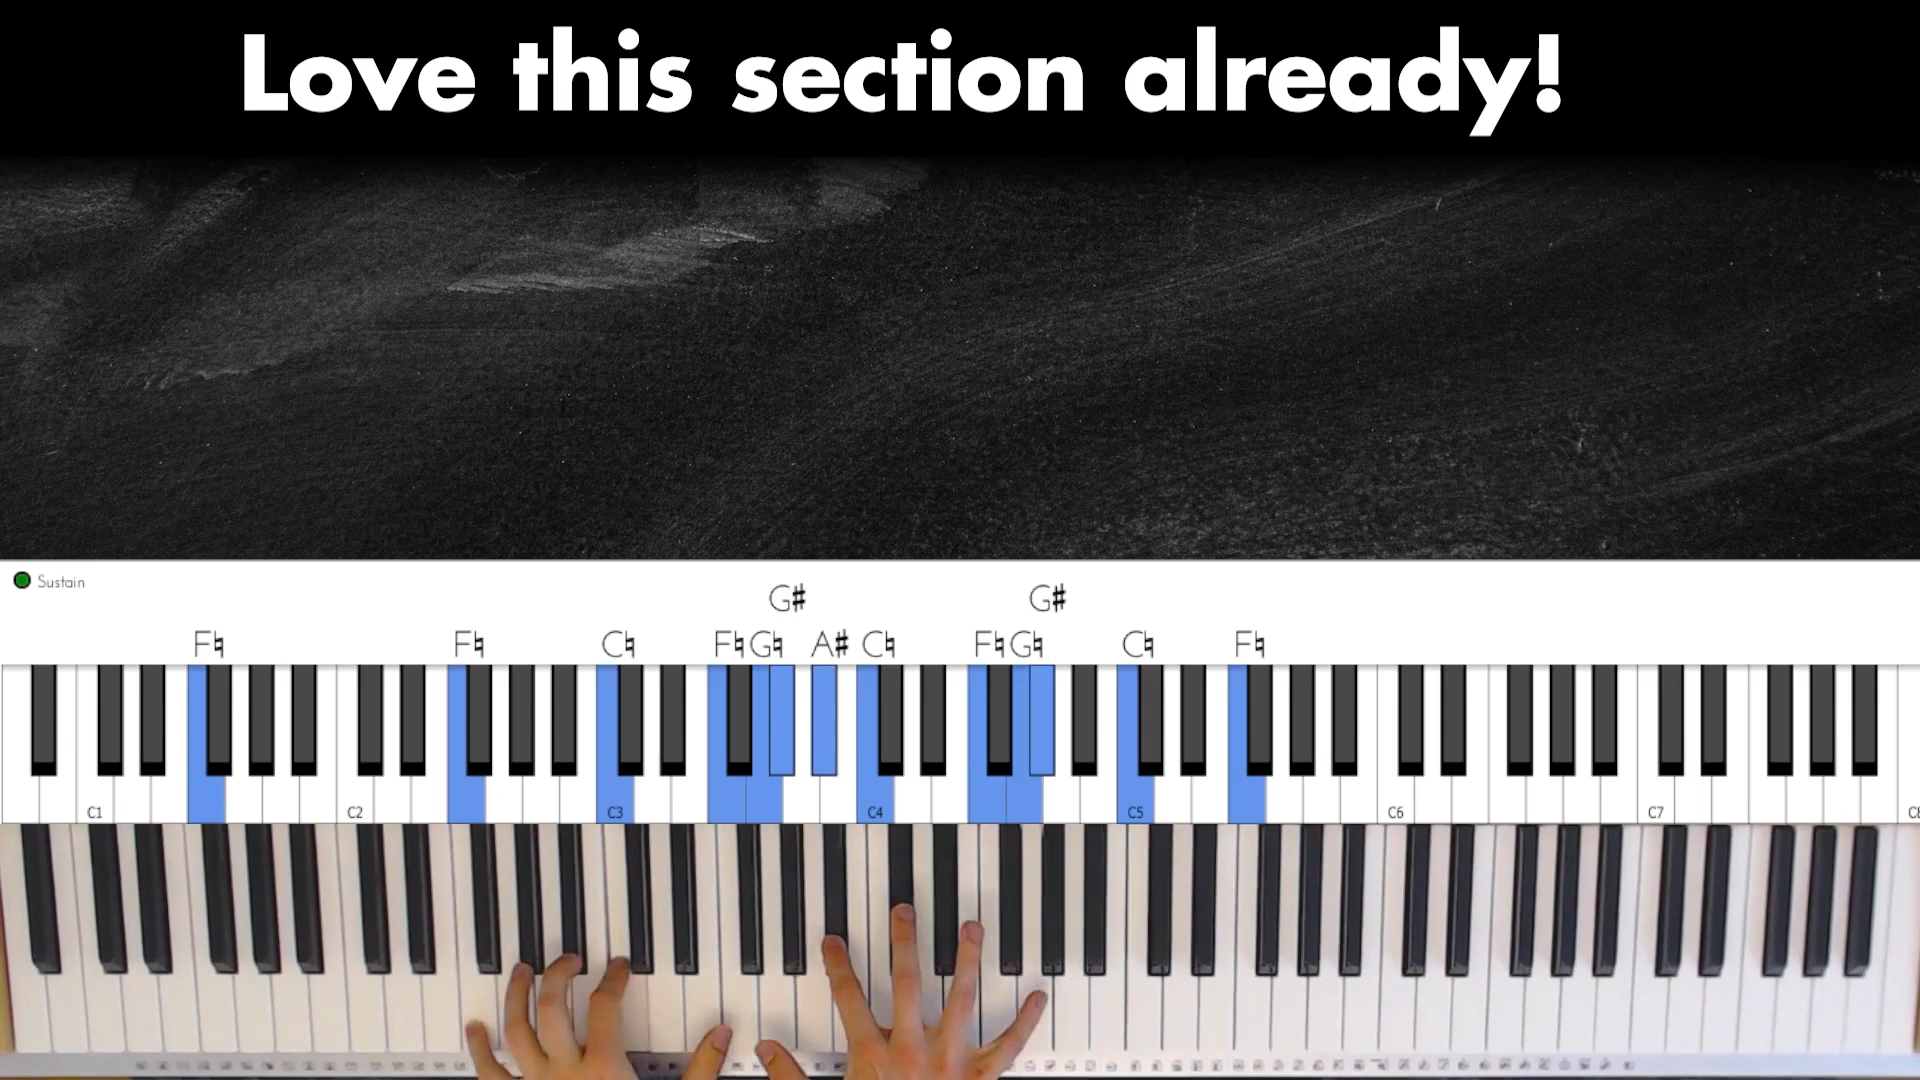 Love this section already!
Sustain
G♯ G♯
F♮ F♮ C♮ F♮ G♮ A♯ C♮ F♮ G♮ C♮ F♮
C1 C2 C3 C4 C5 C6 C7